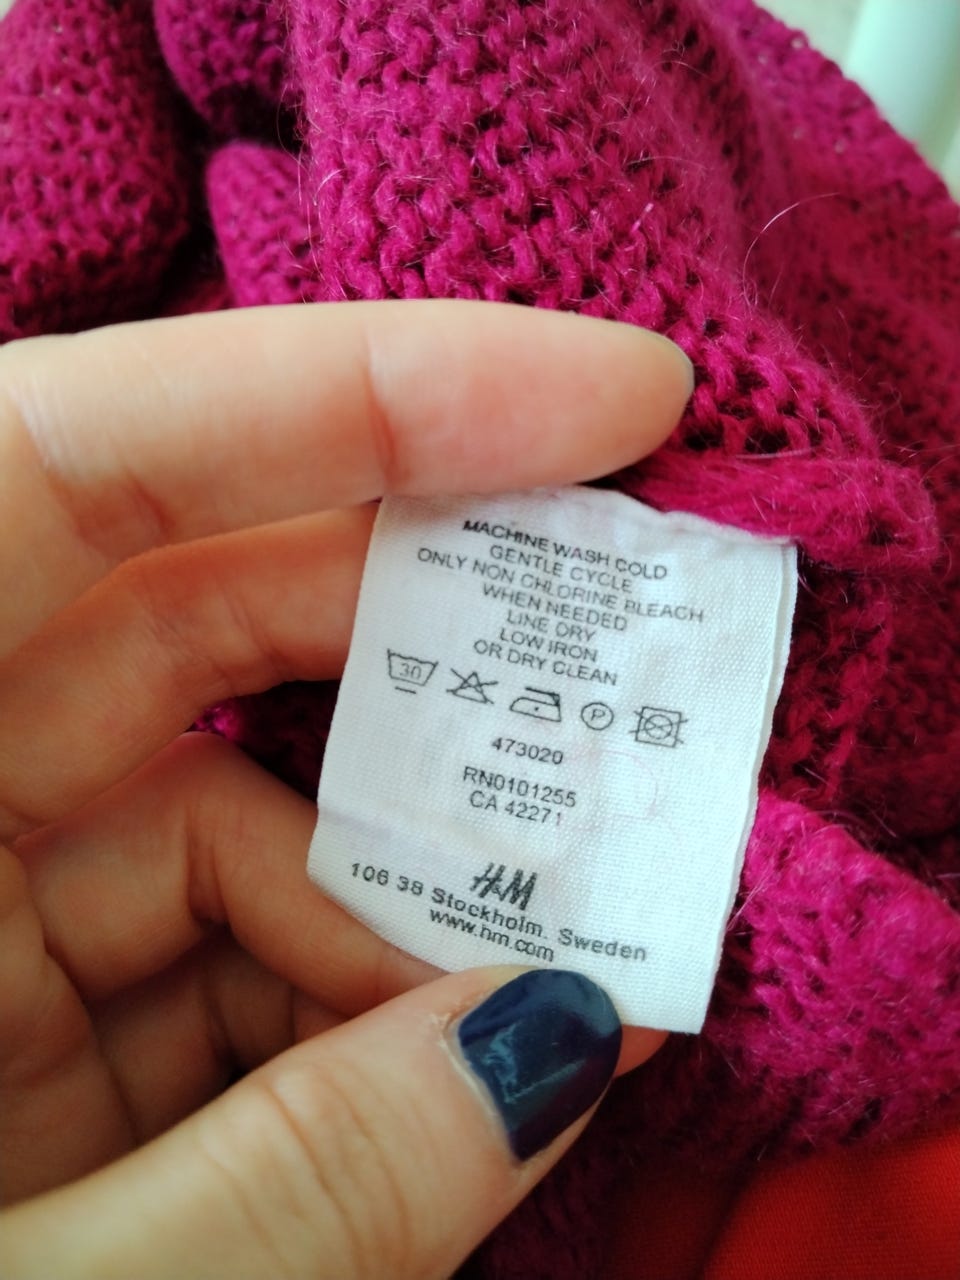 MACHINE WASH COLD
GENTLE CYCLE
ONLY NON CHLORINE BLEACH
WHEN NEEDED
LINE DRY
LOW IRON
OR DRY CLEAN
30 P
473020
RN0101255
CA 42271
H&M
106 38 Stockholm. Sweden
www.hm.com